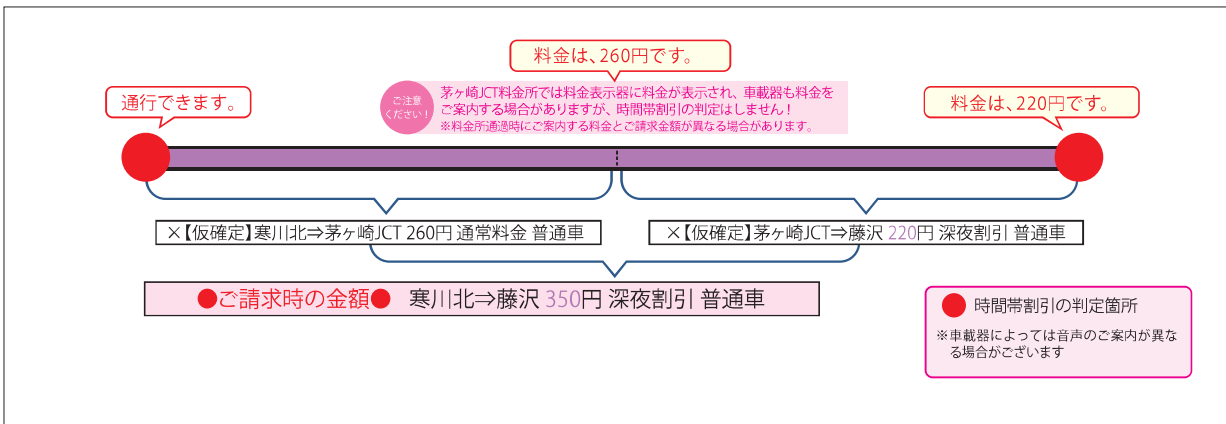 料金は、260円です。
通行できます。
ご注意
ください!
茅ヶ崎JCT料金所では料金表示器に料金が表示され、車載器も料金を
ご案内する場合がありますが、時間帯割引の判定はしません!
※料金所通過時にご案内する料金とご請求金額が異なる場合があります。
料金は、220円です。
×【仮確定】寒川北⇒茅ヶ崎JCT 260円 通常料金 普通車
×【仮確定】茅ヶ崎JCT⇒藤沢 220円 深夜割引 普通車
●ご請求時の金額● 寒川北⇒藤沢 350円 深夜割引 普通車
時間帯割引の判定箇所
※車載器によっては音声のご案内が異な
る場合がございます